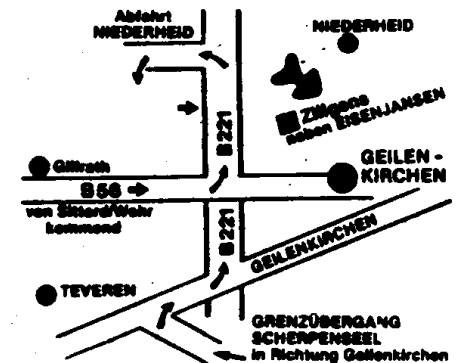 Abfahrt
NIEDERHEID
NIEDERHEID
Zillgens
neben EISENJANSEN
B 221
Gillrath
GEILEN-
KIRCHEN
B 56
von Sittard/Wehr
kommend
B 221
GEILENKIRCHEN
TEVEREN
GRENZÜBERGANG
SCHERPENSEEL
in Richtung Geilenkirchen